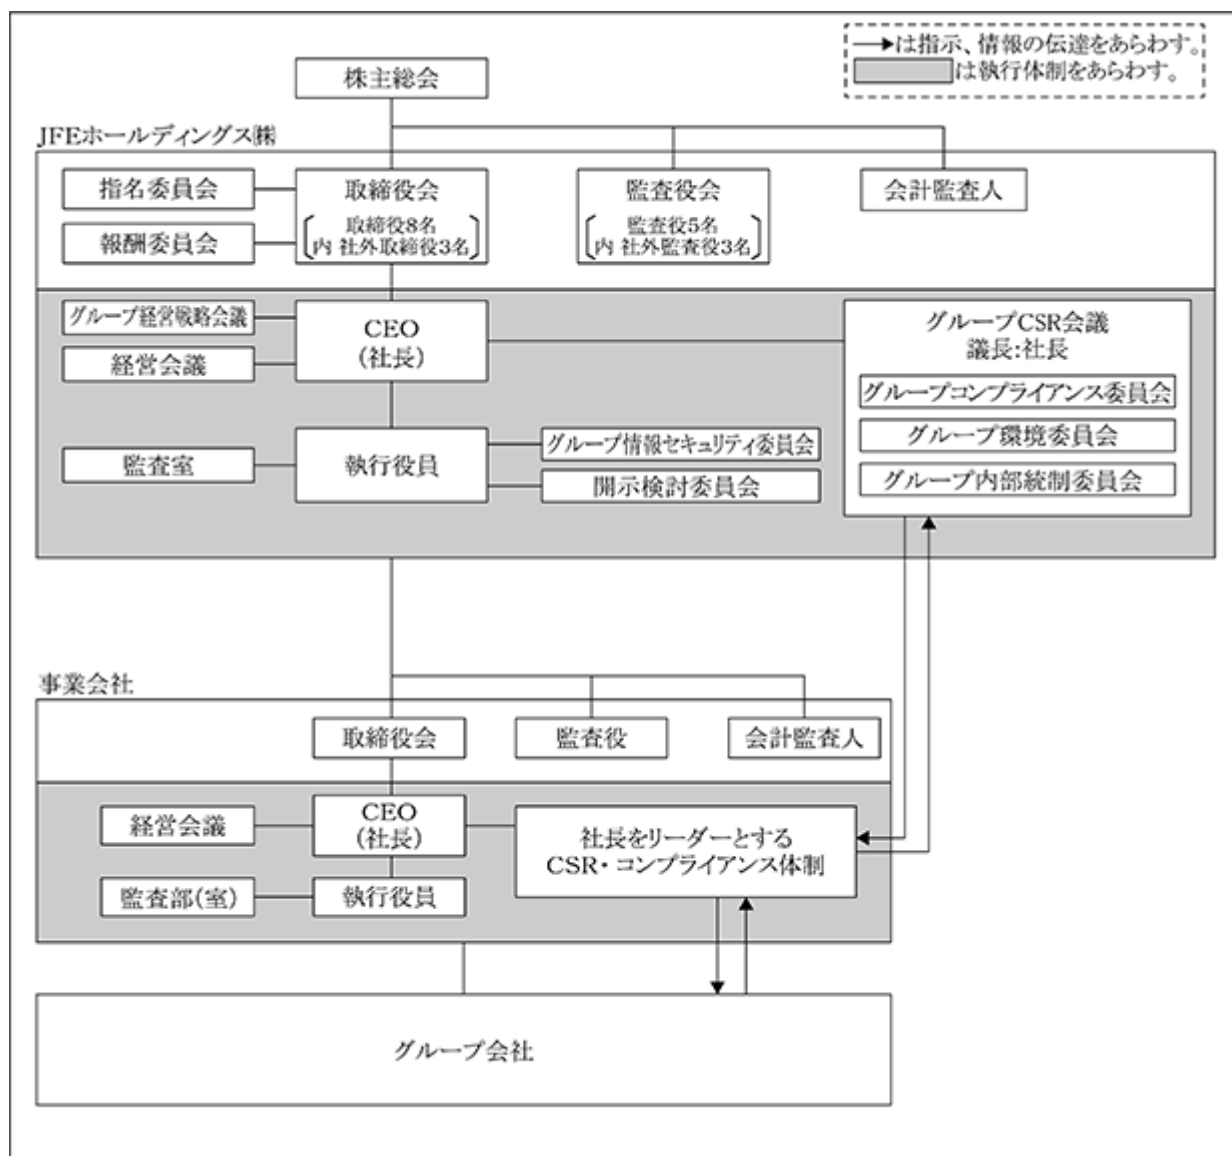 →は指示、情報の伝達をあらわす。
は執行体制をあらわす。
株主総会
JFEホールディングス㈱
指名委員会
報酬委員会
取締役会
取締役8名
内 社外取締役3名
監査役会
監査役5名
内 社外監査役3名
会計監査人
グループ経営戦略会議
経営会議
CEO
(社長)
グループCSR会議
議長:社長
グループコンプライアンス委員会
グループ環境委員会
グループ内部統制委員会
監査室
執行役員
グループ情報セキュリティ委員会
開示検討委員会
事業会社
取締役会
監査役
会計監査人
経営会議
CEO
(社長)
社長をリーダーとする
CSR・コンプライアンス体制
監査部(室)
執行役員
グループ会社